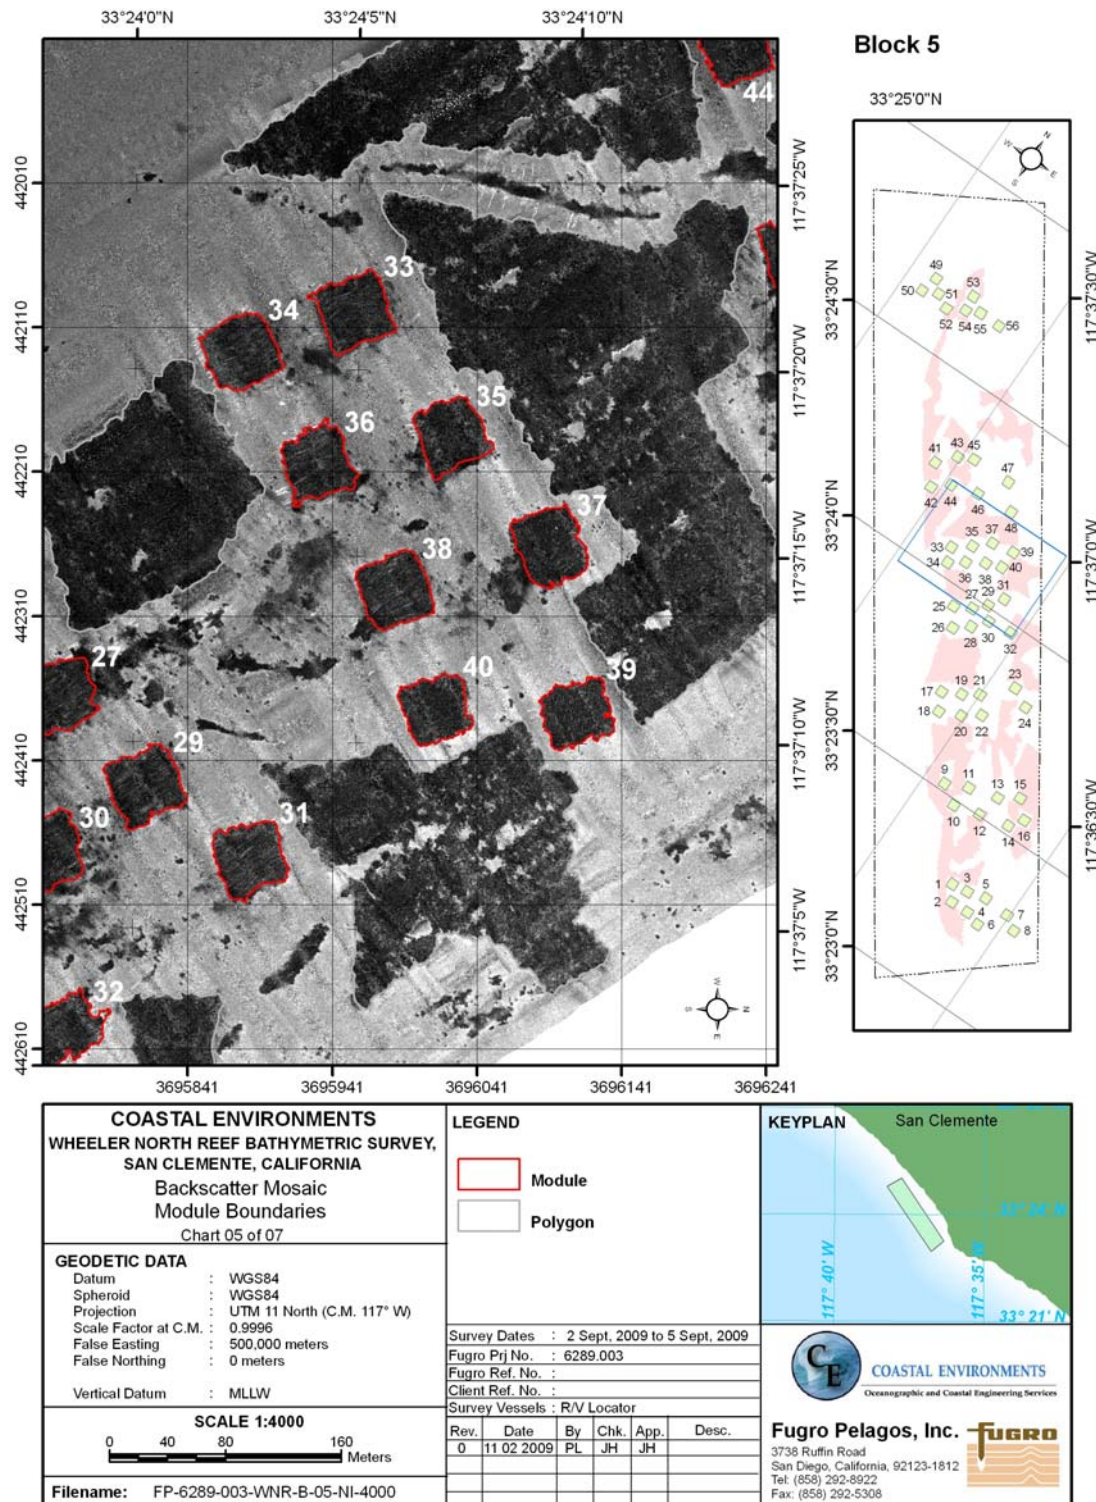 33°24'0"N
33°24'5"N
33°24'10"N
Block 5
33°25'0"N
442010
442110
442210
442310
442410
442510
442610
44
33
34
35
36
37
38
27
40
39
29
30
31
32
117°37'25"W
117°37'20"W
117°37'15"W
117°37'10"W
117°37'5"W
W
N
S
E
3695841
3695941
3696041
3696141
3696241
33°24'30"N
33°24'0"N
33°23'30"N
33°23'0"N
N
W
E
S
49
50
51
53
52
54
55
56
43
45
41
47
42
44
46
48
35
37
33
39
34
36
38
40
29
31
27
25
26
28
30
32
23
17
19
21
18
20
22
24
9
11
13
15
10
12
14
16
1
3
5
2
4
6
7
8
117°37'30"W
117°37'0"W
117°36'30"W
COASTAL ENVIRONMENTS
WHEELER NORTH REEF BATHYMETRIC SURVEY,
SAN CLEMENTE, CALIFORNIA
Backscatter Mosaic
Module Boundaries
Chart 05 of 07
GEODETIC DATA
Datum : WGS84
Spheroid : WGS84
Projection : UTM 11 North (C.M. 117° W)
Scale Factor at C.M. : 0.9996
False Easting : 500,000 meters
False Northing : 0 meters
Vertical Datum : MLLW
SCALE 1:4000
0 40 80 160
Meters
Filename: FP-6289-003-WNR-B-05-NI-4000
LEGEND
Module
Polygon
Survey Dates : 2 Sept, 2009 to 5 Sept, 2009
Fugro Prj No. : 6289.003
Fugro Ref. No. :
Client Ref. No. :
Survey Vessels : R/V Locator
Rev. Date By Chk. App. Desc.
0 11 02 2009 PL JH JH
KEYPLAN
San Clemente
33° 24' N
117° 40' W
117° 35' W
33° 21' N
CE
COASTAL ENVIRONMENTS
Oceanographic and Coastal Engineering Services
Fugro Pelagos, Inc.
3738 Ruffin Road
San Diego, California, 92123-1812
Tel: (858) 292-8922
Fax: (858) 292-5308
FUGRO